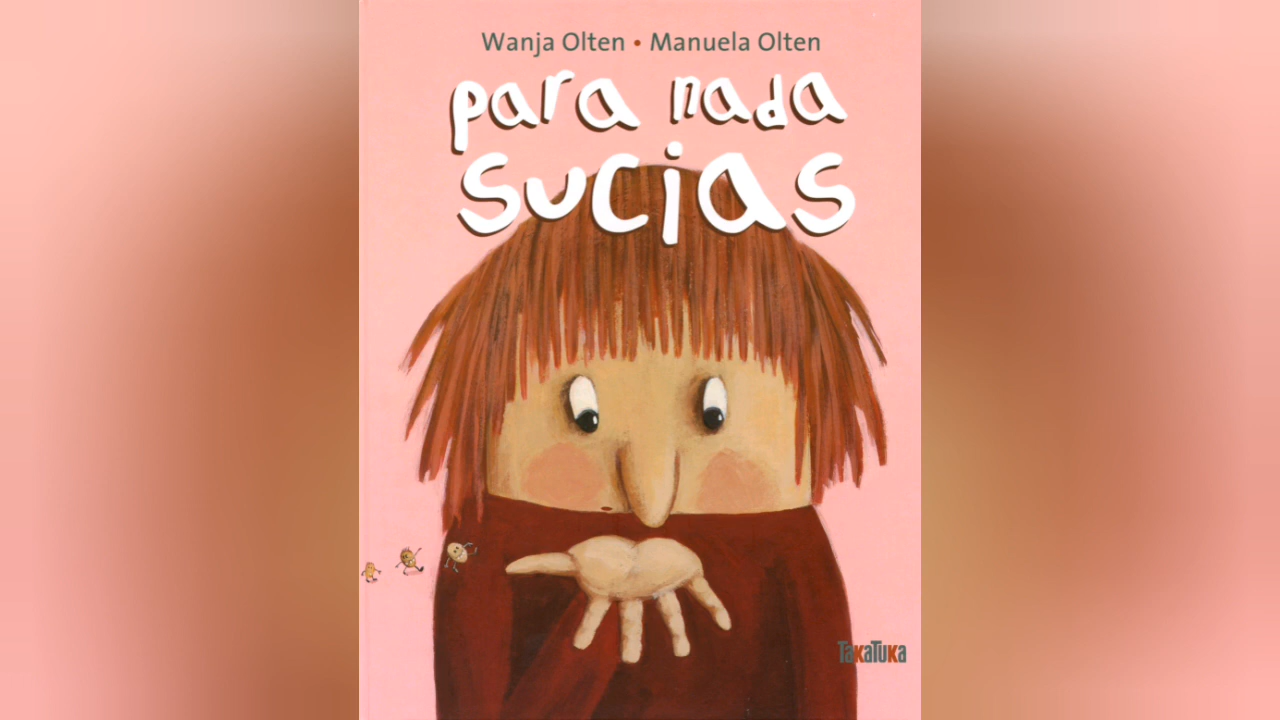 Wanja Olten • Manuela Olten
para nada
sucias
TaKaTuKa